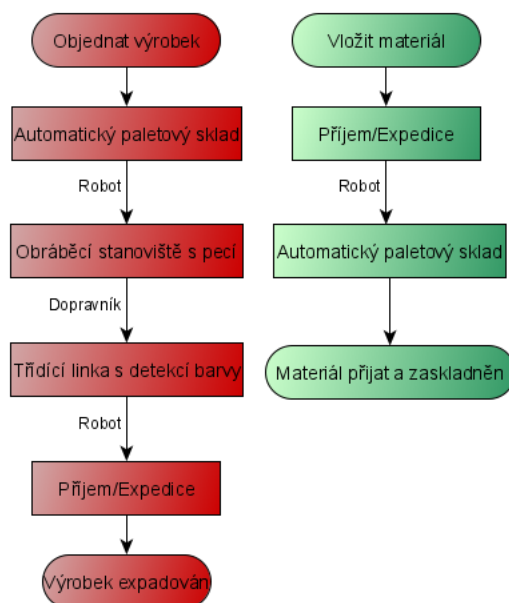 Objednat výrobek
Automatický paletový sklad
Robot
Obráběcí stanoviště s pecí
Dopravník
Třídící linka s detekcí barvy
Robot
Příjem/Expedice
Výrobek expadován
Vložit materiál
Příjem/Expedice
Robot
Automatický paletový sklad
Materiál přijat a zaskladněn